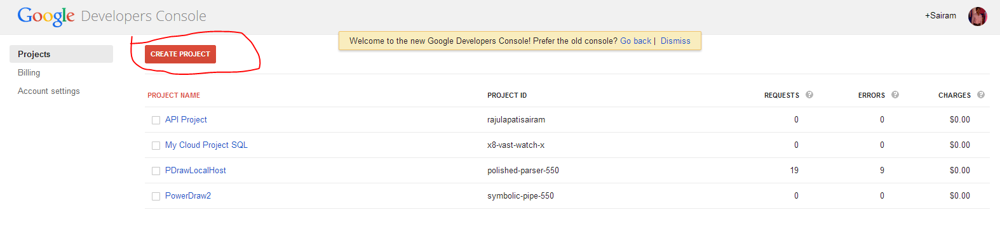 Google Developers Console
+Sairam
Welcome to the new Google Developers Console! Prefer the old console? Go back | Dismiss
Projects
Billing
Account settings
CREATE PROJECT
PROJECT NAME PROJECT ID REQUESTS ? ERRORS ? CHARGES ?
API Project rajulapatisairam 0 0 $0.00
My Cloud Project SQL x8-vast-watch-x 0 0 $0.00
PDrawLocalHost polished-parser-550 19 9 $0.00
PowerDraw2 symbolic-pipe-550 0 0 $0.00